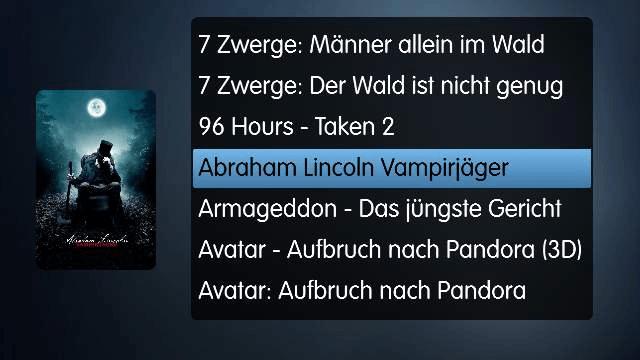 7 Zwerge: Männer allein im Wald
7 Zwerge: Der Wald ist nicht genug
96 Hours - Taken 2
Abraham Lincoln Vampirjäger
Armageddon - Das jüngste Gericht
Avatar - Aufbruch nach Pandora (3D)
Avatar: Aufbruch nach Pandora
Abraham Lincoln